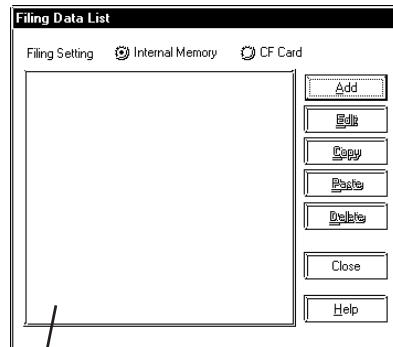 Filing Data List
Filing Setting Internal Memory CF Card
Add
Edit
Copy
Paste
Delete
Close
Help